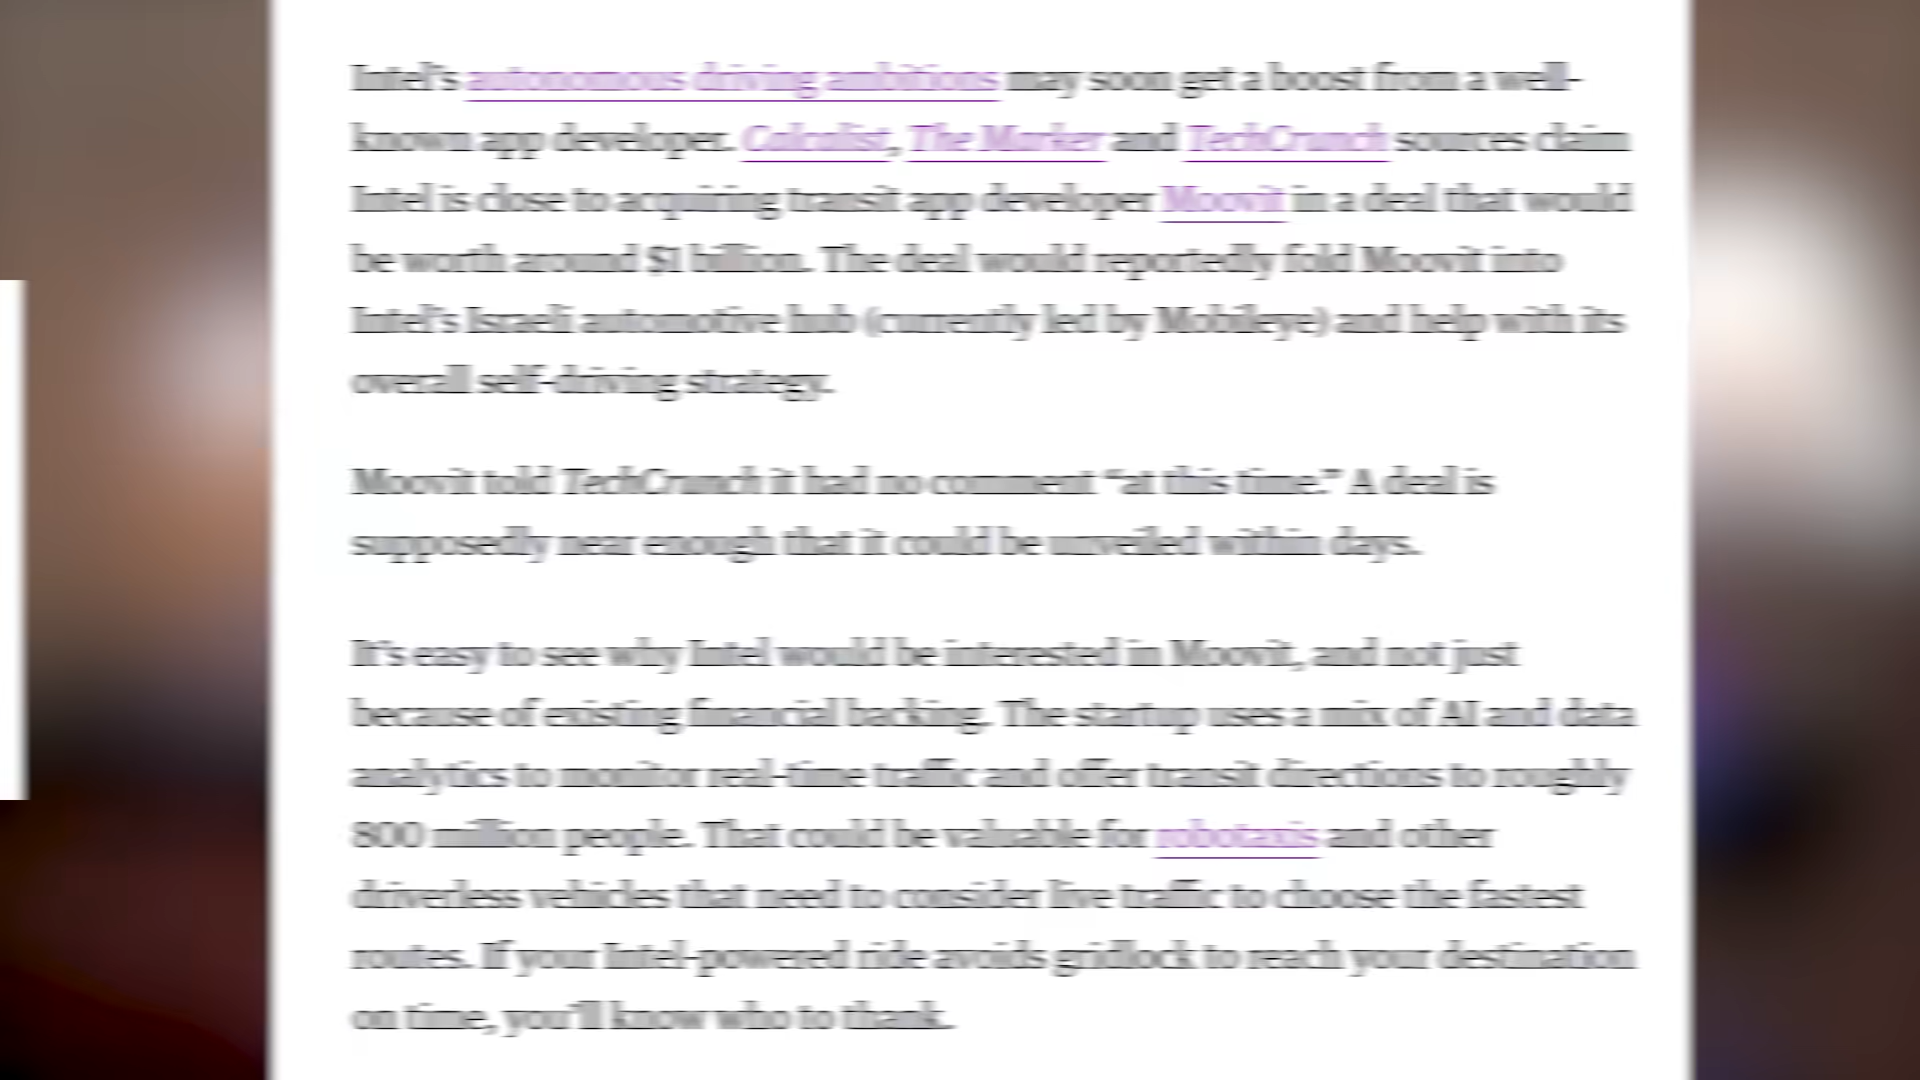 Intel's autonomous driving ambitions may soon get a boost from a well-
known app developer. Calcalist, The Marker and TechCrunch sources claim
Intel is close to acquiring transit app developer Moovit in a deal that would
be worth around $1 billion. The deal would reportedly fold Moovit into
Intel's Israeli automotive hub (currently led by Mobileye) and help with its
overall self-driving strategy.
Moovit told TechCrunch it had no comment “at this time.” A deal is
supposedly near enough that it could be unveiled within days.
It's easy to see why Intel would be interested in Moovit, and not just
because of existing financial backing. The startup uses a mix of AI and data
analytics to monitor real-time traffic and offer transit directions to roughly
800 million people. That could be valuable for robotaxis and other
driverless vehicles that need to consider live traffic to choose the fastest
routes. If your Intel-powered ride avoids gridlock to reach your destination
on time, you'll know who to thank.